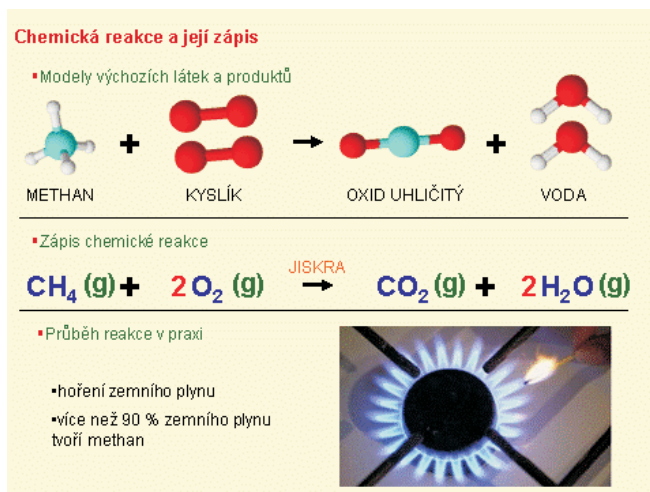 Chemická reakce a její zápis
▪Modely výchozích látek a produktů
+ → +
METHAN KYSLÍK OXID UHLIČITÝ VODA
▪Zápis chemické reakce
JISKRA
CH₄ (g) + 2 O₂ (g) → CO₂ (g) + 2 H₂O (g)
▪Průběh reakce v praxi
▪hoření zemního plynu
▪více než 90 % zemního plynu
tvoří methan